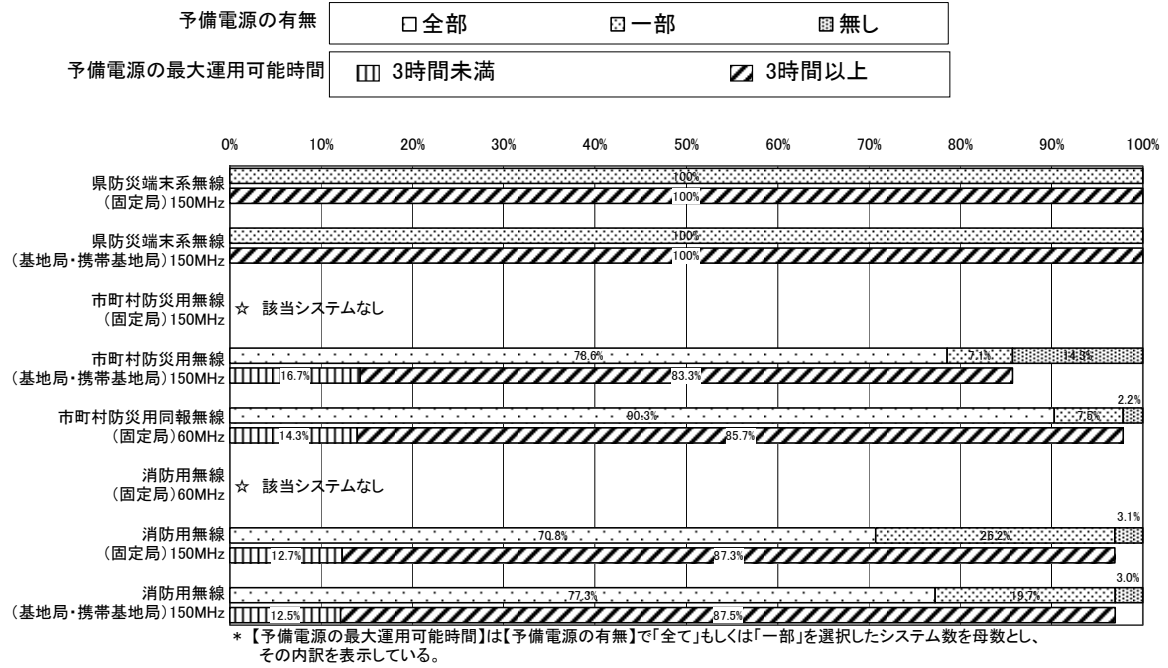 予備電源の有無 全部 一部 無し
予備電源の最大運用可能時間 3時間未満 3時間以上
0% 10% 20% 30% 40% 50% 60% 70% 80% 90% 100%
県防災端末系無線
(固定局)150MHz
100%
100%
県防災端末系無線
(基地局・携帯基地局)150MHz
100%
100%
市町村防災用無線
(固定局)150MHz
☆ 該当システムなし
市町村防災用無線
(基地局・携帯基地局)150MHz
78.6% 7.1% 14.3%
16.7% 83.3%
市町村防災用同報無線
(固定局)60MHz
2.2%
90.3% 7.5%
14.3% 85.7%
消防用無線
(固定局)60MHz
☆ 該当システムなし
消防用無線
(固定局)150MHz
3.1%
70.8% 26.2%
12.7% 87.3%
消防用無線
(基地局・携帯基地局)150MHz
3.0%
77.3% 19.7%
12.5% 87.5%
* 【予備電源の最大運用可能時間】は【予備電源の有無】で「全て」もしくは「一部」を選択したシステム数を母数とし、
その内訳を表示している。